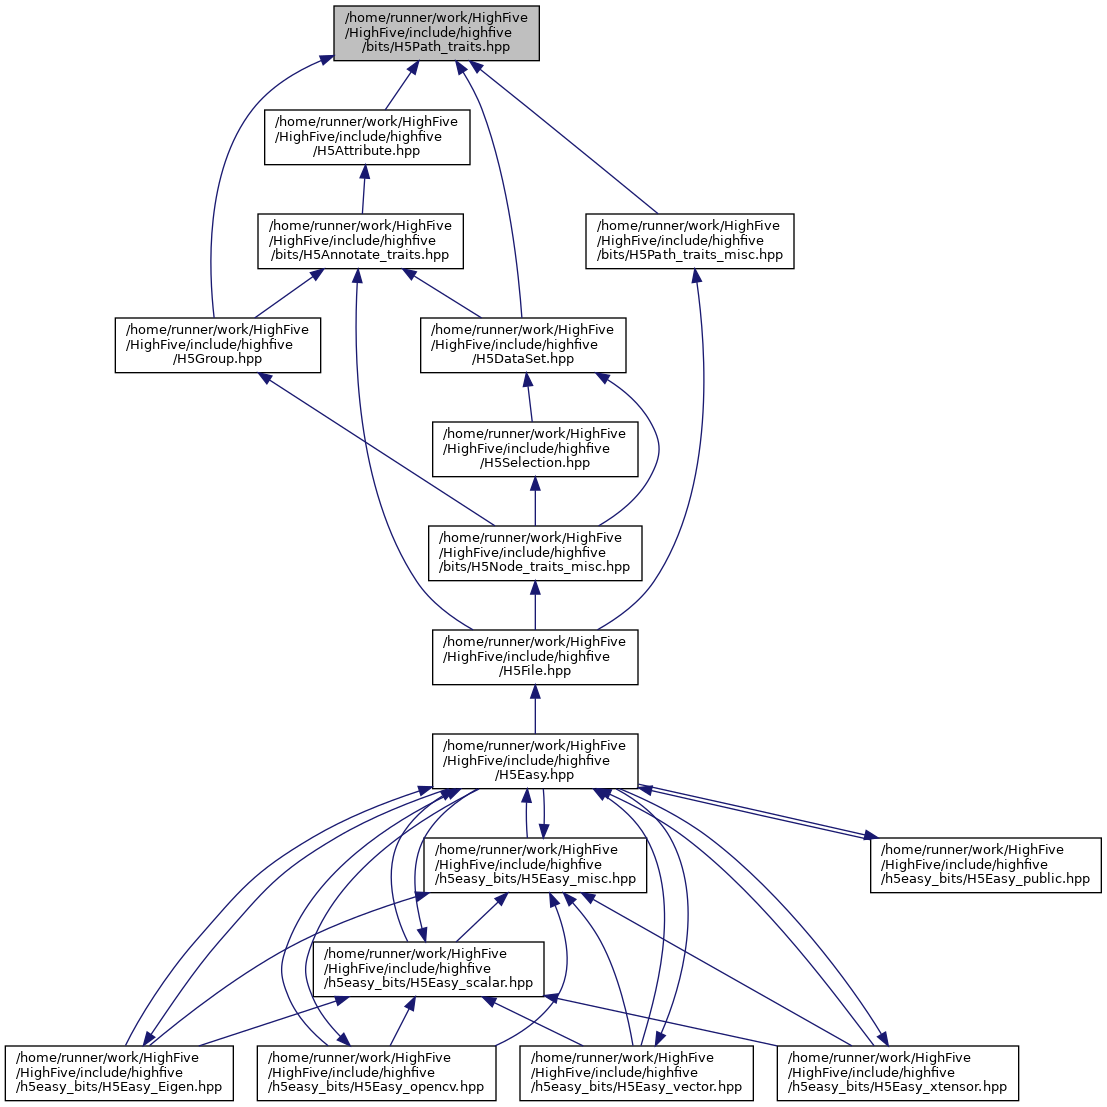 /home/runner/work/HighFive
/HighFive/include/highfive
/bits/H5Path_traits.hpp
/home/runner/work/HighFive
/HighFive/include/highfive
/H5Attribute.hpp
/home/runner/work/HighFive
/HighFive/include/highfive
/bits/H5Annotate_traits.hpp
/home/runner/work/HighFive
/HighFive/include/highfive
/bits/H5Path_traits_misc.hpp
/home/runner/work/HighFive
/HighFive/include/highfive
/H5Group.hpp
/home/runner/work/HighFive
/HighFive/include/highfive
/H5DataSet.hpp
/home/runner/work/HighFive
/HighFive/include/highfive
/H5Selection.hpp
/home/runner/work/HighFive
/HighFive/include/highfive
/bits/H5Node_traits_misc.hpp
/home/runner/work/HighFive
/HighFive/include/highfive
/H5File.hpp
/home/runner/work/HighFive
/HighFive/include/highfive
/H5Easy.hpp
/home/runner/work/HighFive
/HighFive/include/highfive
/h5easy_bits/H5Easy_misc.hpp
/home/runner/work/HighFive
/HighFive/include/highfive
/h5easy_bits/H5Easy_public.hpp
/home/runner/work/HighFive
/HighFive/include/highfive
/h5easy_bits/H5Easy_scalar.hpp
/home/runner/work/HighFive
/HighFive/include/highfive
/h5easy_bits/H5Easy_Eigen.hpp
/home/runner/work/HighFive
/HighFive/include/highfive
/h5easy_bits/H5Easy_opencv.hpp
/home/runner/work/HighFive
/HighFive/include/highfive
/h5easy_bits/H5Easy_vector.hpp
/home/runner/work/HighFive
/HighFive/include/highfive
/h5easy_bits/H5Easy_xtensor.hpp